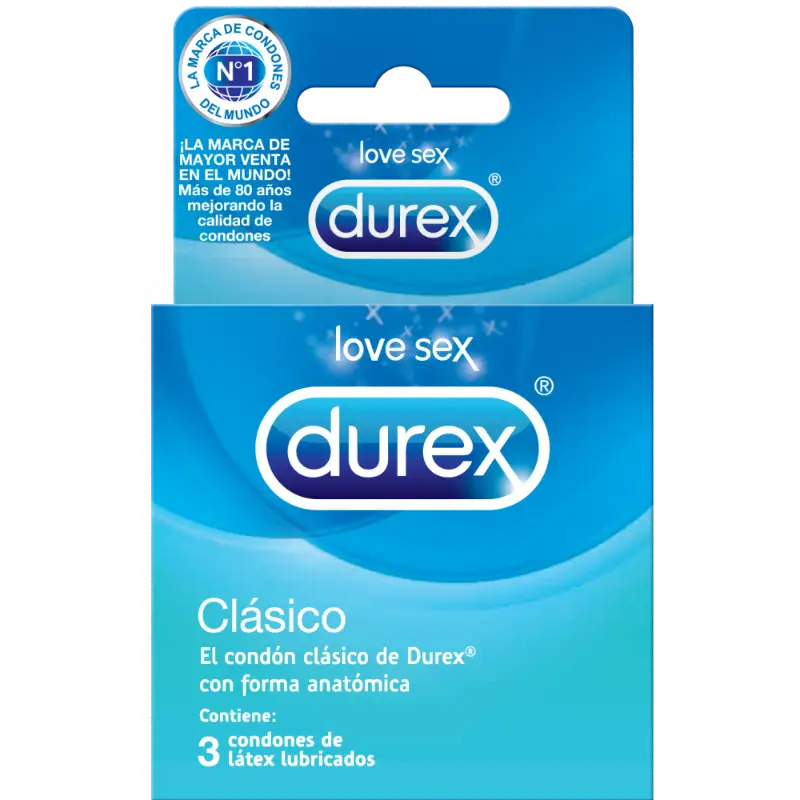 LA MARCA DE CONDONES
N°1
DEL MUNDO
¡LA MARCA DE
MAYOR VENTA
EN EL MUNDO!
Más de 80 años
mejorando la
calidad de
condones
love sex
durex®
love sex
durex®
Clásico
El condón clásico de Durex®
con forma anatómica
Contiene:
3 condones de
látex lubricados